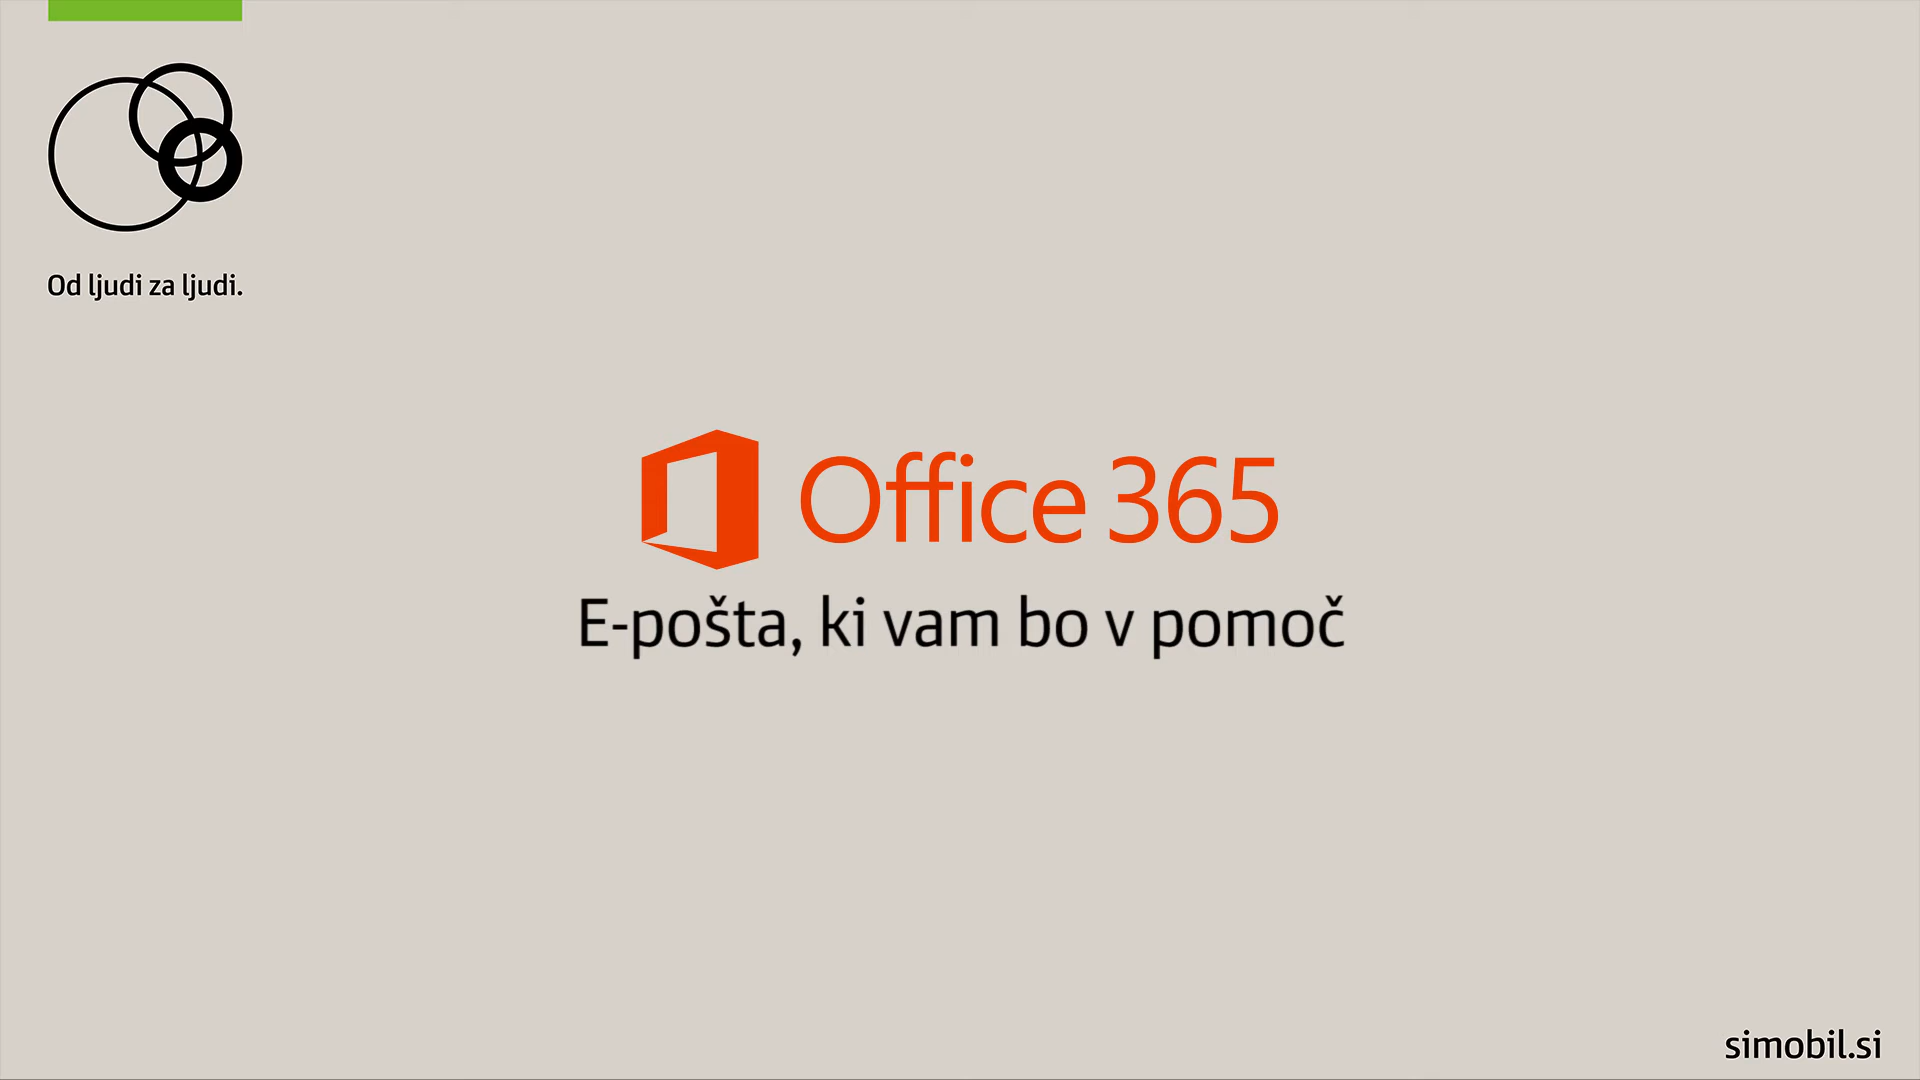 Od ljudi za ljudi.
Office 365
E-pošta, ki vam bo v pomoč
simobil.si